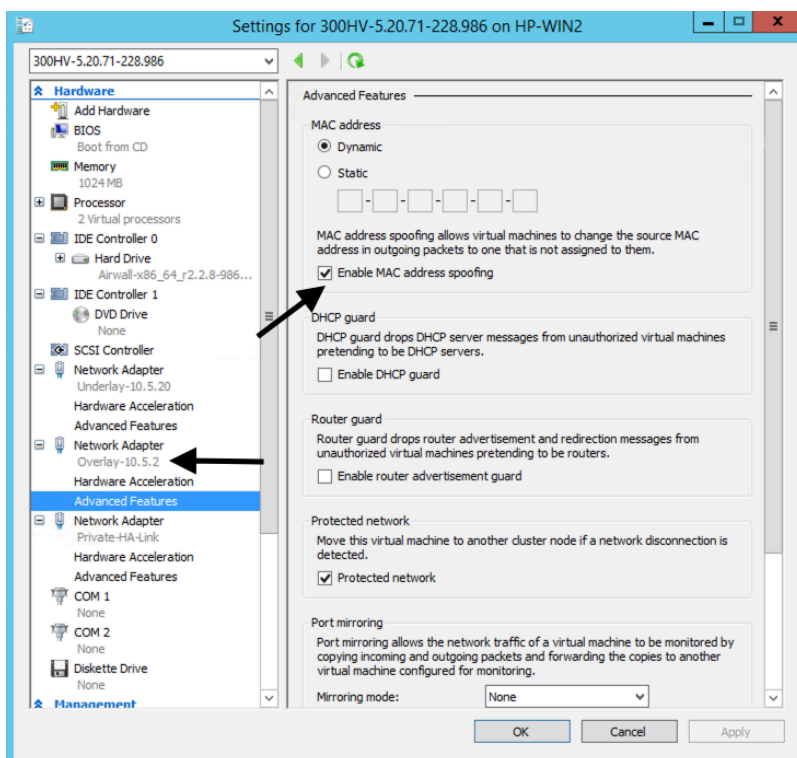 Settings for 300HV-5.20.71-228.986 on HP-WIN2
300HV-5.20.71-228.986
Hardware
Add Hardware
BIOS
Boot from CD
Memory
1024 MB
Processor
2 Virtual processors
IDE Controller 0
Hard Drive
Airwall-x86_64_r2.2.8-986...
IDE Controller 1
DVD Drive
None
SCSI Controller
Network Adapter
Underlay-10.5.20
Hardware Acceleration
Advanced Features
Network Adapter
Overlay-10.5.2
Hardware Acceleration
Advanced Features
Network Adapter
Private-HA-Link
Hardware Acceleration
Advanced Features
COM 1
None
COM 2
None
Diskette Drive
None
Management
Advanced Features
MAC address
Dynamic
Static
- - - - -
MAC address spoofing allows virtual machines to change the source MAC
address in outgoing packets to one that is not assigned to them.
Enable MAC address spoofing
DHCP guard
DHCP guard drops DHCP server messages from unauthorized virtual machines
pretending to be DHCP servers.
Enable DHCP guard
Router guard
Router guard drops router advertisement and redirection messages from
unauthorized virtual machines pretending to be routers.
Enable router advertisement guard
Protected network
Move this virtual machine to another cluster node if a network disconnection is
detected.
Protected network
Port mirroring
Port mirroring allows the network traffic of a virtual machine to be monitored by
copying incoming and outgoing packets and forwarding the copies to another
virtual machine configured for monitoring.
Mirroring mode: None
OK Cancel Apply